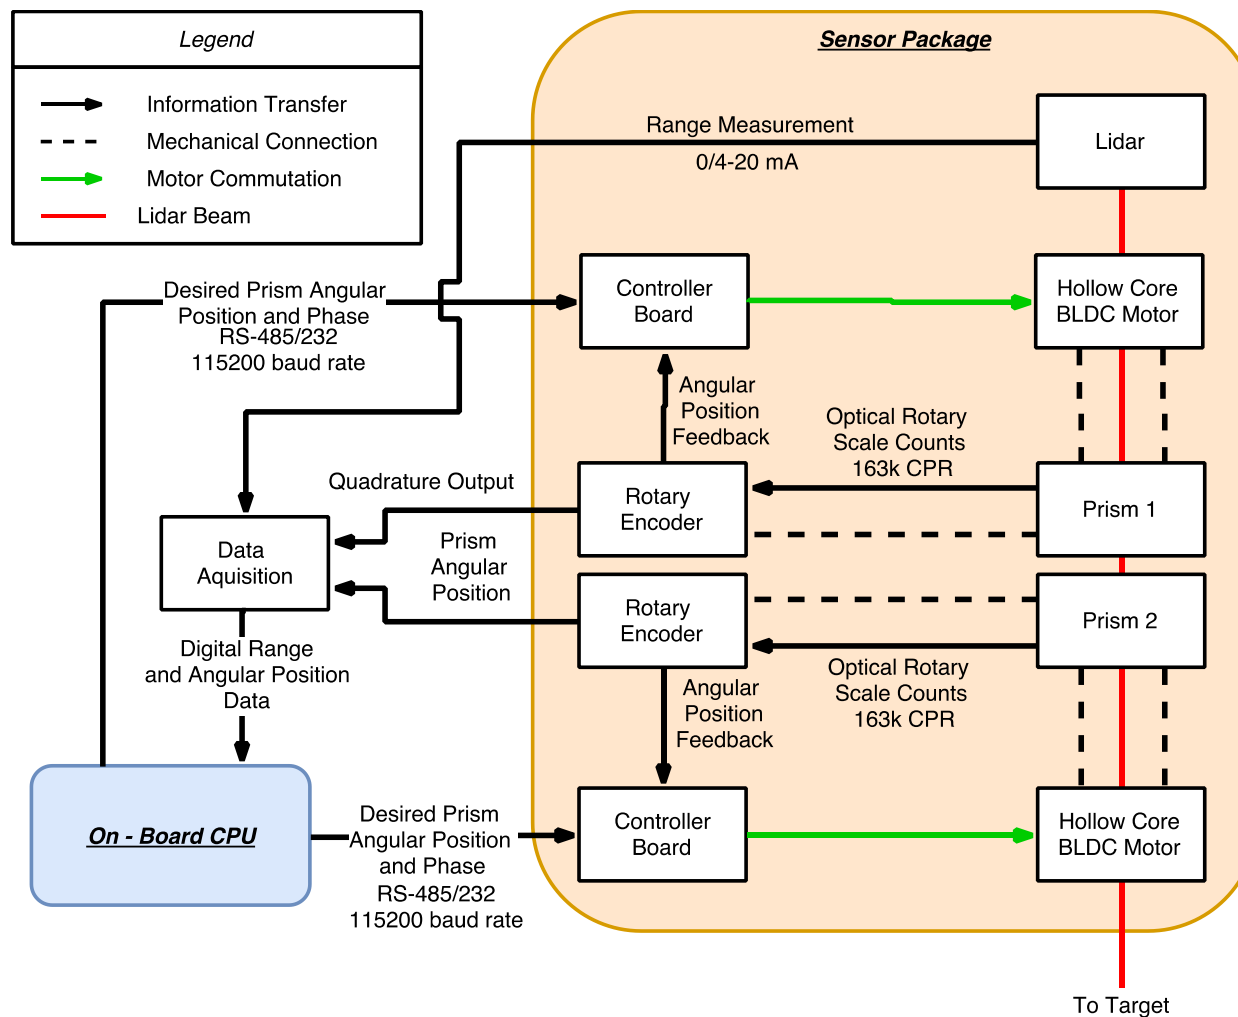 Legend
Information Transfer
Mechanical Connection
Motor Commutation
Lidar Beam
Sensor Package
Range Measurement
0/4-20 mA
Lidar
Desired Prism Angular
Position and Phase
RS-485/232
115200 baud rate
Controller
Board
Hollow Core
BLDC Motor
Angular
Position
Feedback
Optical Rotary
Scale Counts
163k CPR
Quadrature Output
Rotary
Encoder
Prism 1
Data
Aquisition
Prism
Angular
Position
Rotary
Encoder
Prism 2
Digital Range
and Angular Position
Data
Angular
Position
Feedback
Optical Rotary
Scale Counts
163k CPR
On - Board CPU
Desired Prism
Angular Position
and Phase
RS-485/232
115200 baud rate
Controller
Board
Hollow Core
BLDC Motor
To Target